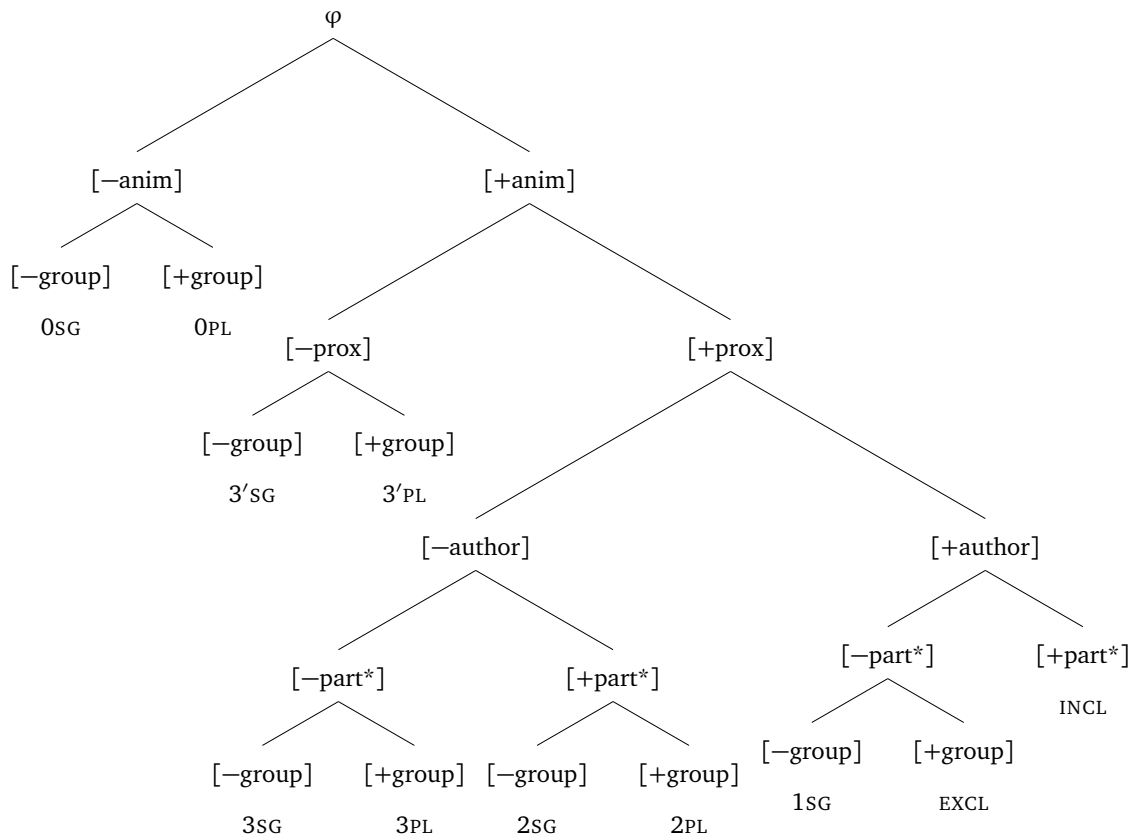 φ
[−anim] [+anim]
[−group] [+group]
0SG 0PL
[−prox] [+prox]
[−group] [+group]
3′SG 3′PL
[−author] [+author]
[−part*] [+part*]
INCL
[−part*] [+part*]
[−group] [+group]
1SG EXCL
[−group] [+group] [−group] [+group]
3SG 3PL 2SG 2PL